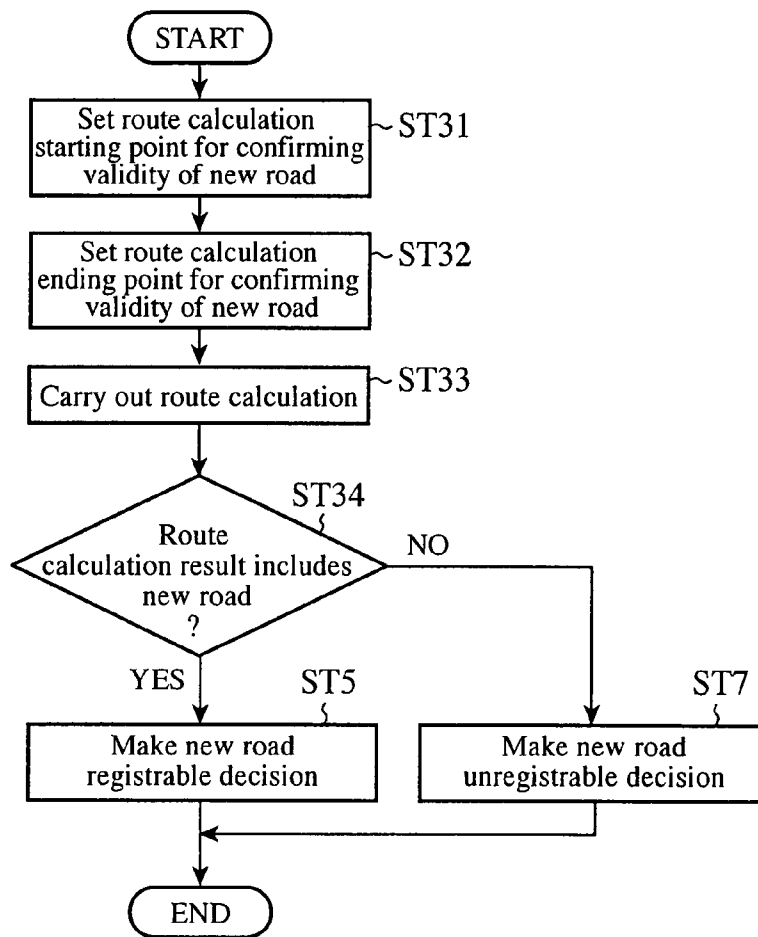 START
Set route calculation
starting point for confirming
validity of new road
ST31
Set route calculation
ending point for confirming
validity of new road
ST32
Carry out route calculation
ST33
ST34
Route
calculation result includes
new road
?
NO
YES
ST5
Make new road
registrable decision
ST7
Make new road
unregistrable decision
END